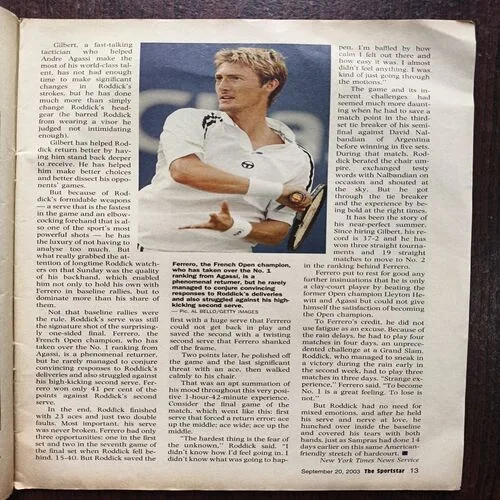 Gilbert, a fast-talking
tactician who helped
Andre Agassi make the
most of his world-class tal-
ent, has not had enough
time to make significant
changes in Roddick's
strokes, but he has done
much more than simply
change Roddick's head-
gear (he barred Roddick
from wearing a visor he
judged not intimidating
enough).
Gilbert has helped Rod-
dick return better by hav-
ing him stand back deeper
to receive. He has helped
him make better choices
and better dissect his oppo-
nents' games.
But because of Rod-
dick's formidable weapons
— a serve that is the fastest
in the game and an elbow-
cocking forehand that is al-
so one of the sport's most
powerful shots — he has
the luxury of not having to
analyse too much. But
what really grabbed the at-
tention of longtime Roddick watch-
ers on that Sunday was the quality
of his backhand, which enabled
him not only to hold his own with
Ferrero in baseline rallies, but to
dominate more than his share of
them.
Not that baseline rallies were
the rule. Roddick's serve was still
the signature shot of the surprising-
ly one-sided final. Ferrero, the
French Open champion, who has
taken over the No. 1 ranking from
Agassi, is a phenomenal returner,
but he rarely managed to conjure
convincing responses to Roddick's
deliveries and also struggled against
his high-kicking second serve. Fer-
rero won only 41 per cent of the
points against Roddick's second
serve.
In the end, Roddick finished
with 23 aces and just two double
faults. Most important, his serve
was never broken. Ferrero had only
three opportunities: one in the first
set and two in the seventh game of
the final set when Roddick fell be-
hind, 15-40. But Roddick saved the
Ferrero, the French Open champion,
who has taken over the No. 1
ranking from Agassi, is a
phenomenal returner, but he rarely
managed to conjure convincing
responses to Roddick's deliveries
and also struggled against his high-
kicking second serve.
— Pic. AL BELLO/GETTY IMAGES
first with a huge serve that Ferrero
could not get back in play and
saved the second with a twisting
second serve that Ferrero shanked
off the frame.
Two points later, he polished off
the game and the last significant
threat with an ace, then walked
calmly to his chair.
That was an apt summation of
his mood throughout this very posi-
tive 1-hour-42-minute experience.
Consider the final game of the
match, which went like this: first
serve that forced a return error; ace
up the middle; ace wide; ace up the
middle.
"The hardest thing is the fear of
the unknown," Roddick said. "I
didn't know how I'd feel going in. I
didn't know what was going to hap-
pen. I'm baffled by how
calm I felt out there and
how easy it was. I almost
didn't feel anything. I was
kind of just going through
the motions."
The game and its in-
herent challenges had
seemed much more daunt-
ing when he had to save a
match point in the third-
set tie breaker of his semi-
final against David Nal-
bandian of Argentina
before winning in five sets.
During that match, Rod-
dick berated the chair um-
pire, exchanged testy
words with Nalbandian on
occasion and shouted at
the sky. But he got
through the tie breaker
and the experience by be-
ing bold at the right times.
It has been the story of
his near-perfect summer.
Since hiring Gilbert, his re-
cord is 37-2 and he has
won three straight tourna-
ments and 19 straight
matches to move to No. 2
in the ranking behind Ferrero.
Ferrero put to rest for good any
further insinuations that he is only
a clay-court player by beating the
former Open champion Lleyton He-
witt and Agassi but could not give
himself the satisfaction of becoming
the Open champion.
To Ferrero's credit, he did not
use fatigue as an excuse. Because of
the rain delays, he had to play four
matches in four days, an unprece-
dented challenge at a Grand Slam.
Roddick, who managed to sneak in
a victory during the rain early in
the second week, had to play three
matches in three days. "Strange ex-
perience," Ferrero said. "To become
No. 1 is a great feeling. To lose is
not."
But Roddick had no need for
mixed emotions, and after he held
his serve and nerve at love, he
hunched over inside the baseline
and covered his tears with both
hands, just as Sampras had done 14
days earlier on this same American-
friendly stretch of hardcourt. ■
New York Times News Service
September 20, 2003 The Sportstar 13